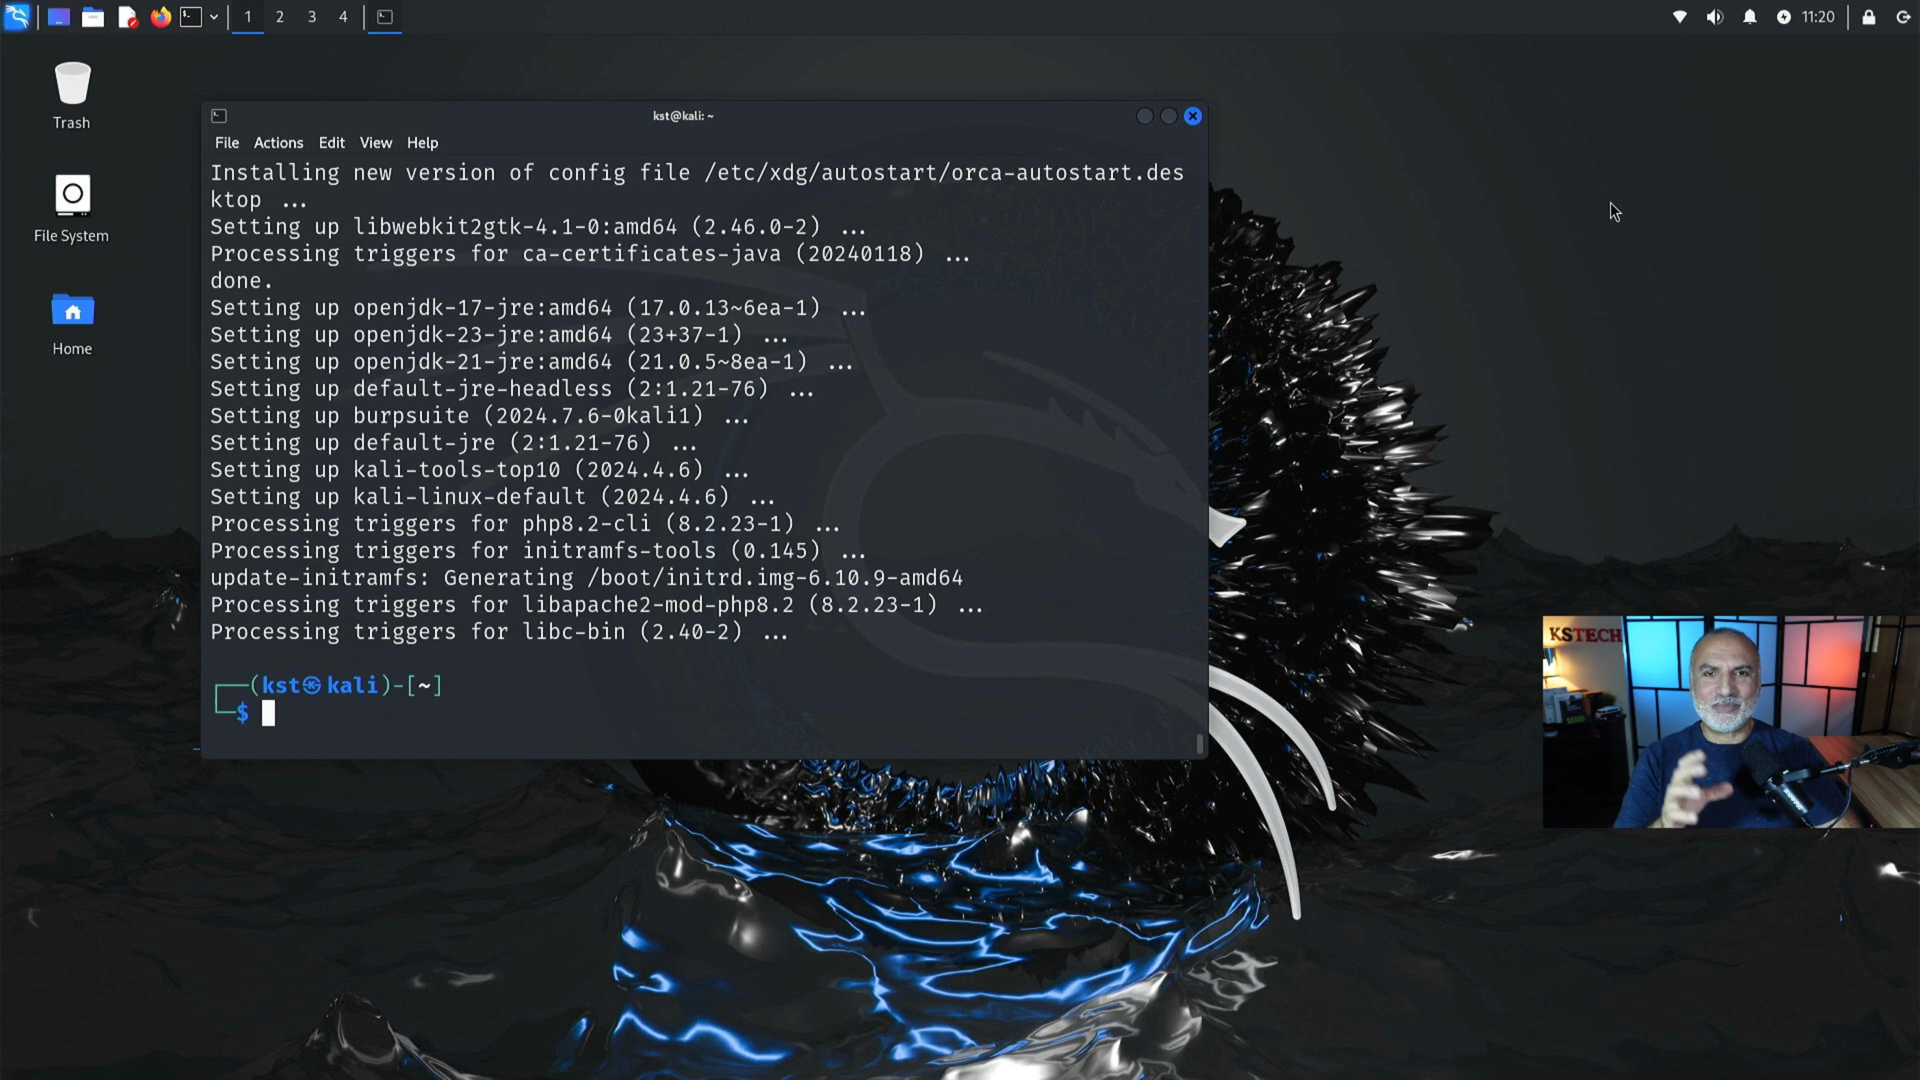 1 2 3 4
11:20
Trash
File System
Home
kst@kali: ~
File Actions Edit View Help
Installing new version of config file /etc/xdg/autostart/orca-autostart.des
ktop ...
Setting up libwebkit2gtk-4.1-0:amd64 (2.46.0-2) ...
Processing triggers for ca-certificates-java (20240118) ...
done.
Setting up openjdk-17-jre:amd64 (17.0.13~6ea-1) ...
Setting up openjdk-23-jre:amd64 (23+37-1) ...
Setting up openjdk-21-jre:amd64 (21.0.5~8ea-1) ...
Setting up default-jre-headless (2:1.21-76) ...
Setting up burpsuite (2024.7.6-0kali1) ...
Setting up default-jre (2:1.21-76) ...
Setting up kali-tools-top10 (2024.4.6) ...
Setting up kali-linux-default (2024.4.6) ...
Processing triggers for php8.2-cli (8.2.23-1) ...
Processing triggers for initramfs-tools (0.145) ...
update-initramfs: Generating /boot/initrd.img-6.10.9-amd64
Processing triggers for libapache2-mod-php8.2 (8.2.23-1) ...
Processing triggers for libc-bin (2.40-2) ...
┌──(kst㉿kali)-[~]
└─$
KSTECH